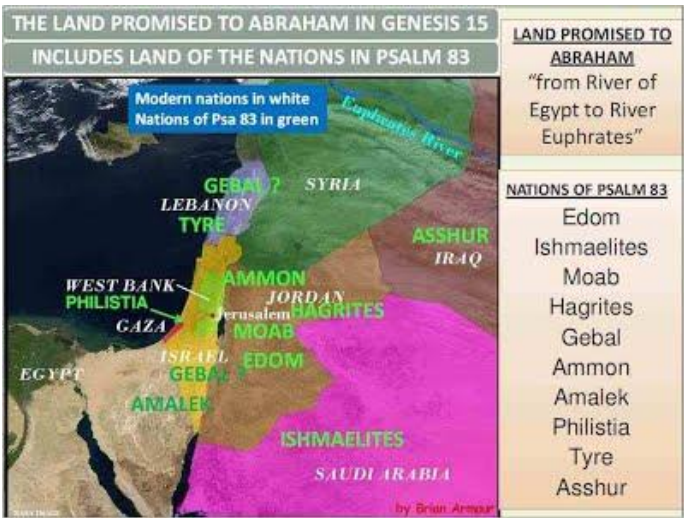 THE LAND PROMISED TO ABRAHAM IN GENESIS 15
INCLUDES LAND OF THE NATIONS IN PSALM 83
Modern nations in white
Nations of Psa 83 in green
Euphrates River
GEBAL ?
SYRIA
LEBANON
TYRE
ASSHUR
IRAQ
WEST BANK
AMMON
PHILISTIA
JORDAN
Jerusalem
HAGRITES
GAZA
MOAB
ISRAEL
EDOM
EGYPT
GEBAL ?
AMALEK
ISHMAELITES
SAUDI ARABIA
by Brian Armour
LAND PROMISED TO
ABRAHAM
“from River of
Egypt to River
Euphrates”
NATIONS OF PSALM 83
Edom
Ishmaelites
Moab
Hagrites
Gebal
Ammon
Amalek
Philistia
Tyre
Asshur